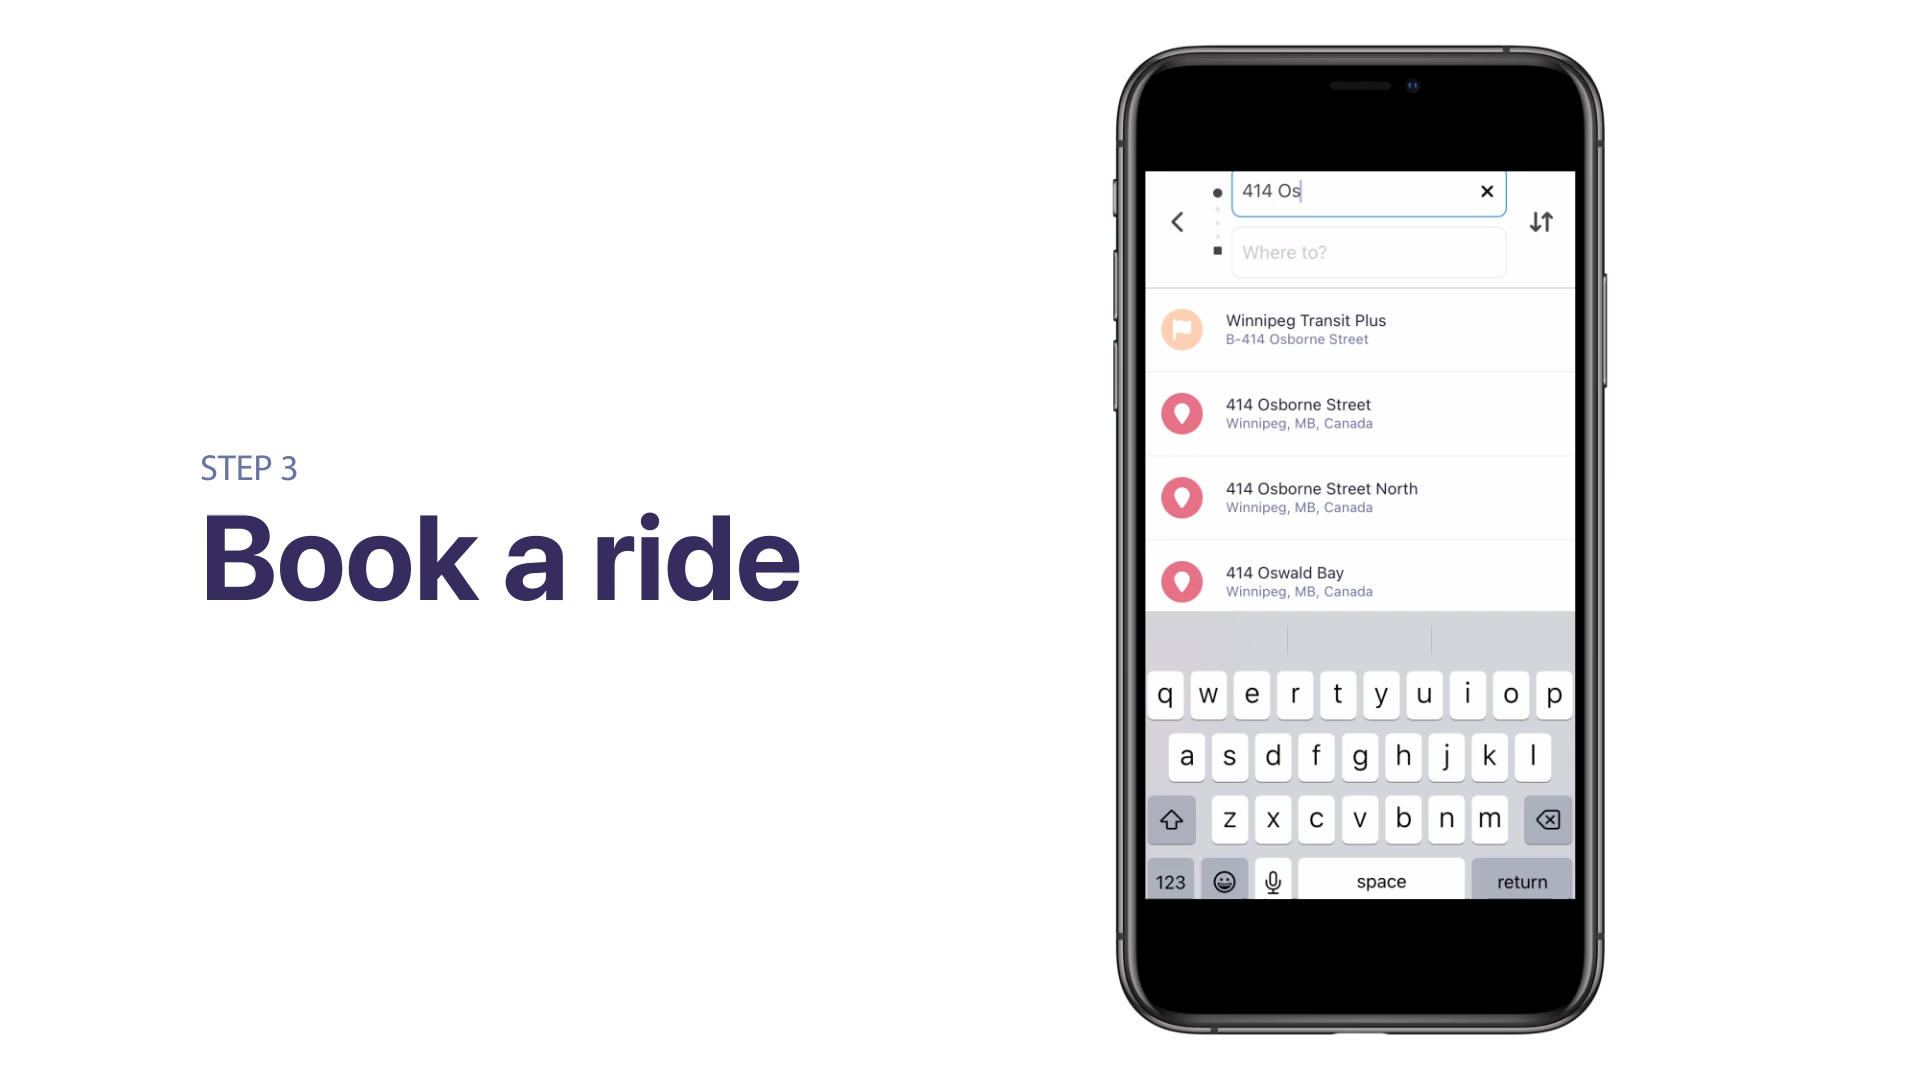 STEP 3
Book a ride
414 Os
Where to?
Winnipeg Transit Plus
B-414 Osborne Street
414 Osborne Street
Winnipeg, MB, Canada
414 Osborne Street North
Winnipeg, MB, Canada
414 Oswald Bay
Winnipeg, MB, Canada
q w e r t y u i o p
a s d f g h j k l
z x c v b n m
123 space return